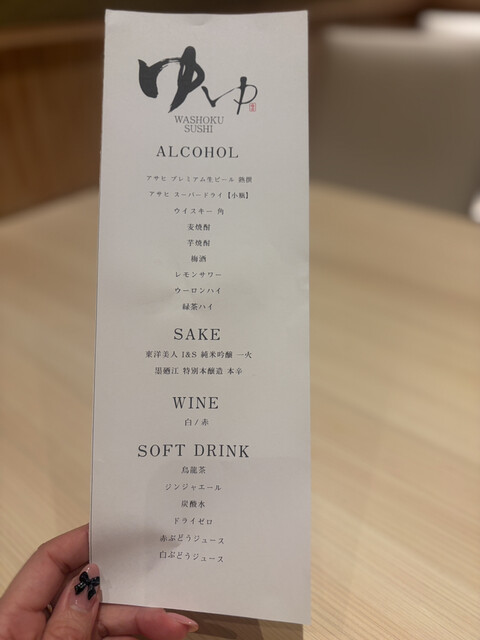 ゆゆ
WASHOKU
SUSHI
ALCOHOL
アサヒ プレミアム生ビール 熟撰
アサヒ スーパードライ【小瓶】
ウイスキー 角
麦焼酎
芋焼酎
梅酒
レモンサワー
ウーロンハイ
緑茶ハイ
SAKE
東洋美人 I&S 純米吟醸 一火
墨廼江 特別本醸造 本辛
WINE
白 / 赤
SOFT DRINK
烏龍茶
ジンジャエール
炭酸水
ドライゼロ
赤ぶどうジュース
白ぶどうジュース